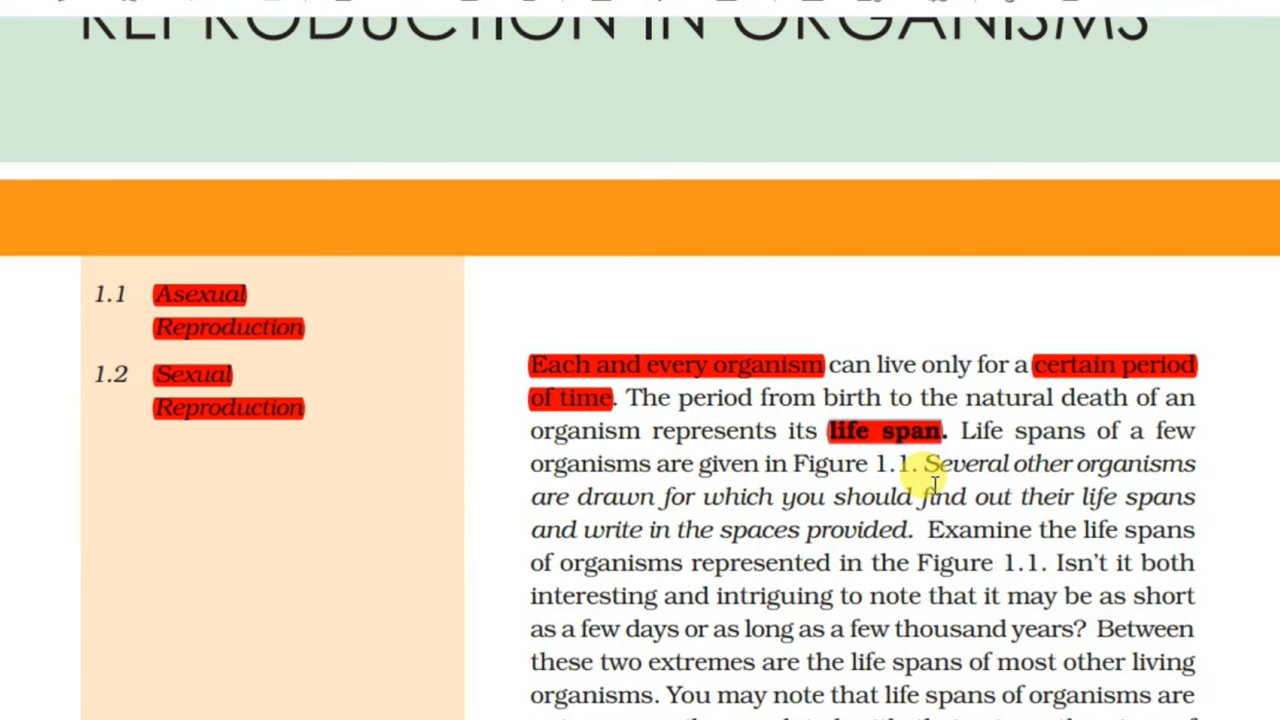 REPRODUCTION IN ORGANISMS
1.1 Asexual
Reproduction
1.2 Sexual
Reproduction
Each and every organism can live only for a certain period
of time. The period from birth to the natural death of an
organism represents its life span. Life spans of a few
organisms are given in Figure 1.1. Several other organisms
are drawn for which you should find out their life spans
and write in the spaces provided. Examine the life spans
of organisms represented in the Figure 1.1. Isn't it both
interesting and intriguing to note that it may be as short
as a few days or as long as a few thousand years? Between
these two extremes are the life spans of most other living
organisms. You may note that life spans of organisms are